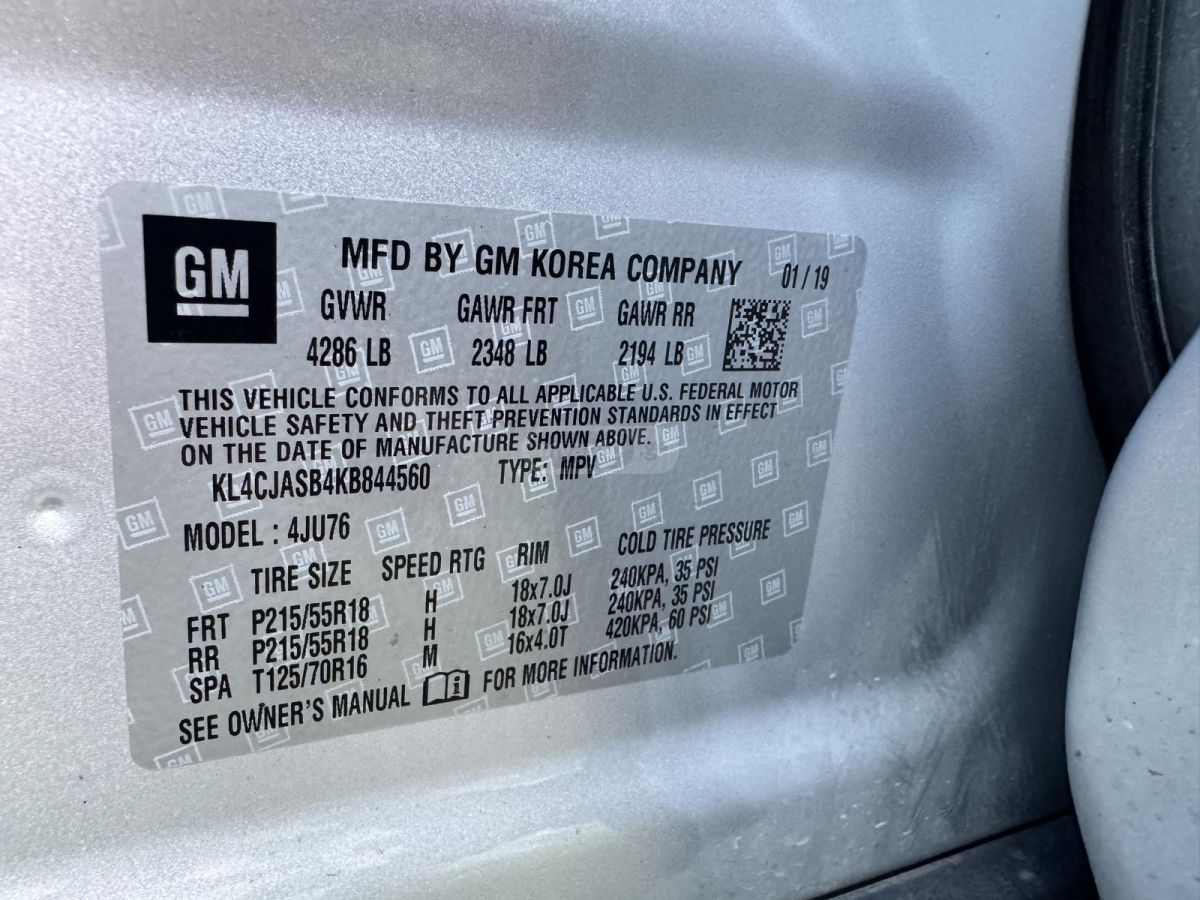 GM
MFD BY GM KOREA COMPANY 01/19
GVWR GAWR FRT GAWR RR
4286 LB 2348 LB 2194 LB
THIS VEHICLE CONFORMS TO ALL APPLICABLE U.S. FEDERAL MOTOR
VEHICLE SAFETY AND THEFT PREVENTION STANDARDS IN EFFECT
ON THE DATE OF MANUFACTURE SHOWN ABOVE.
KL4CJASB4KB844560 TYPE: MPV
MODEL : 4JU76
TIRE SIZE SPEED RTG RIM COLD TIRE PRESSURE
FRT P215/55R18 H 18x7.0J 240KPA, 35 PSI
RR P215/55R18 H 18x7.0J 240KPA, 35 PSI
SPA T125/70R16 M 16x4.0T 420KPA, 60 PSI
SEE OWNER'S MANUAL FOR MORE INFORMATION.